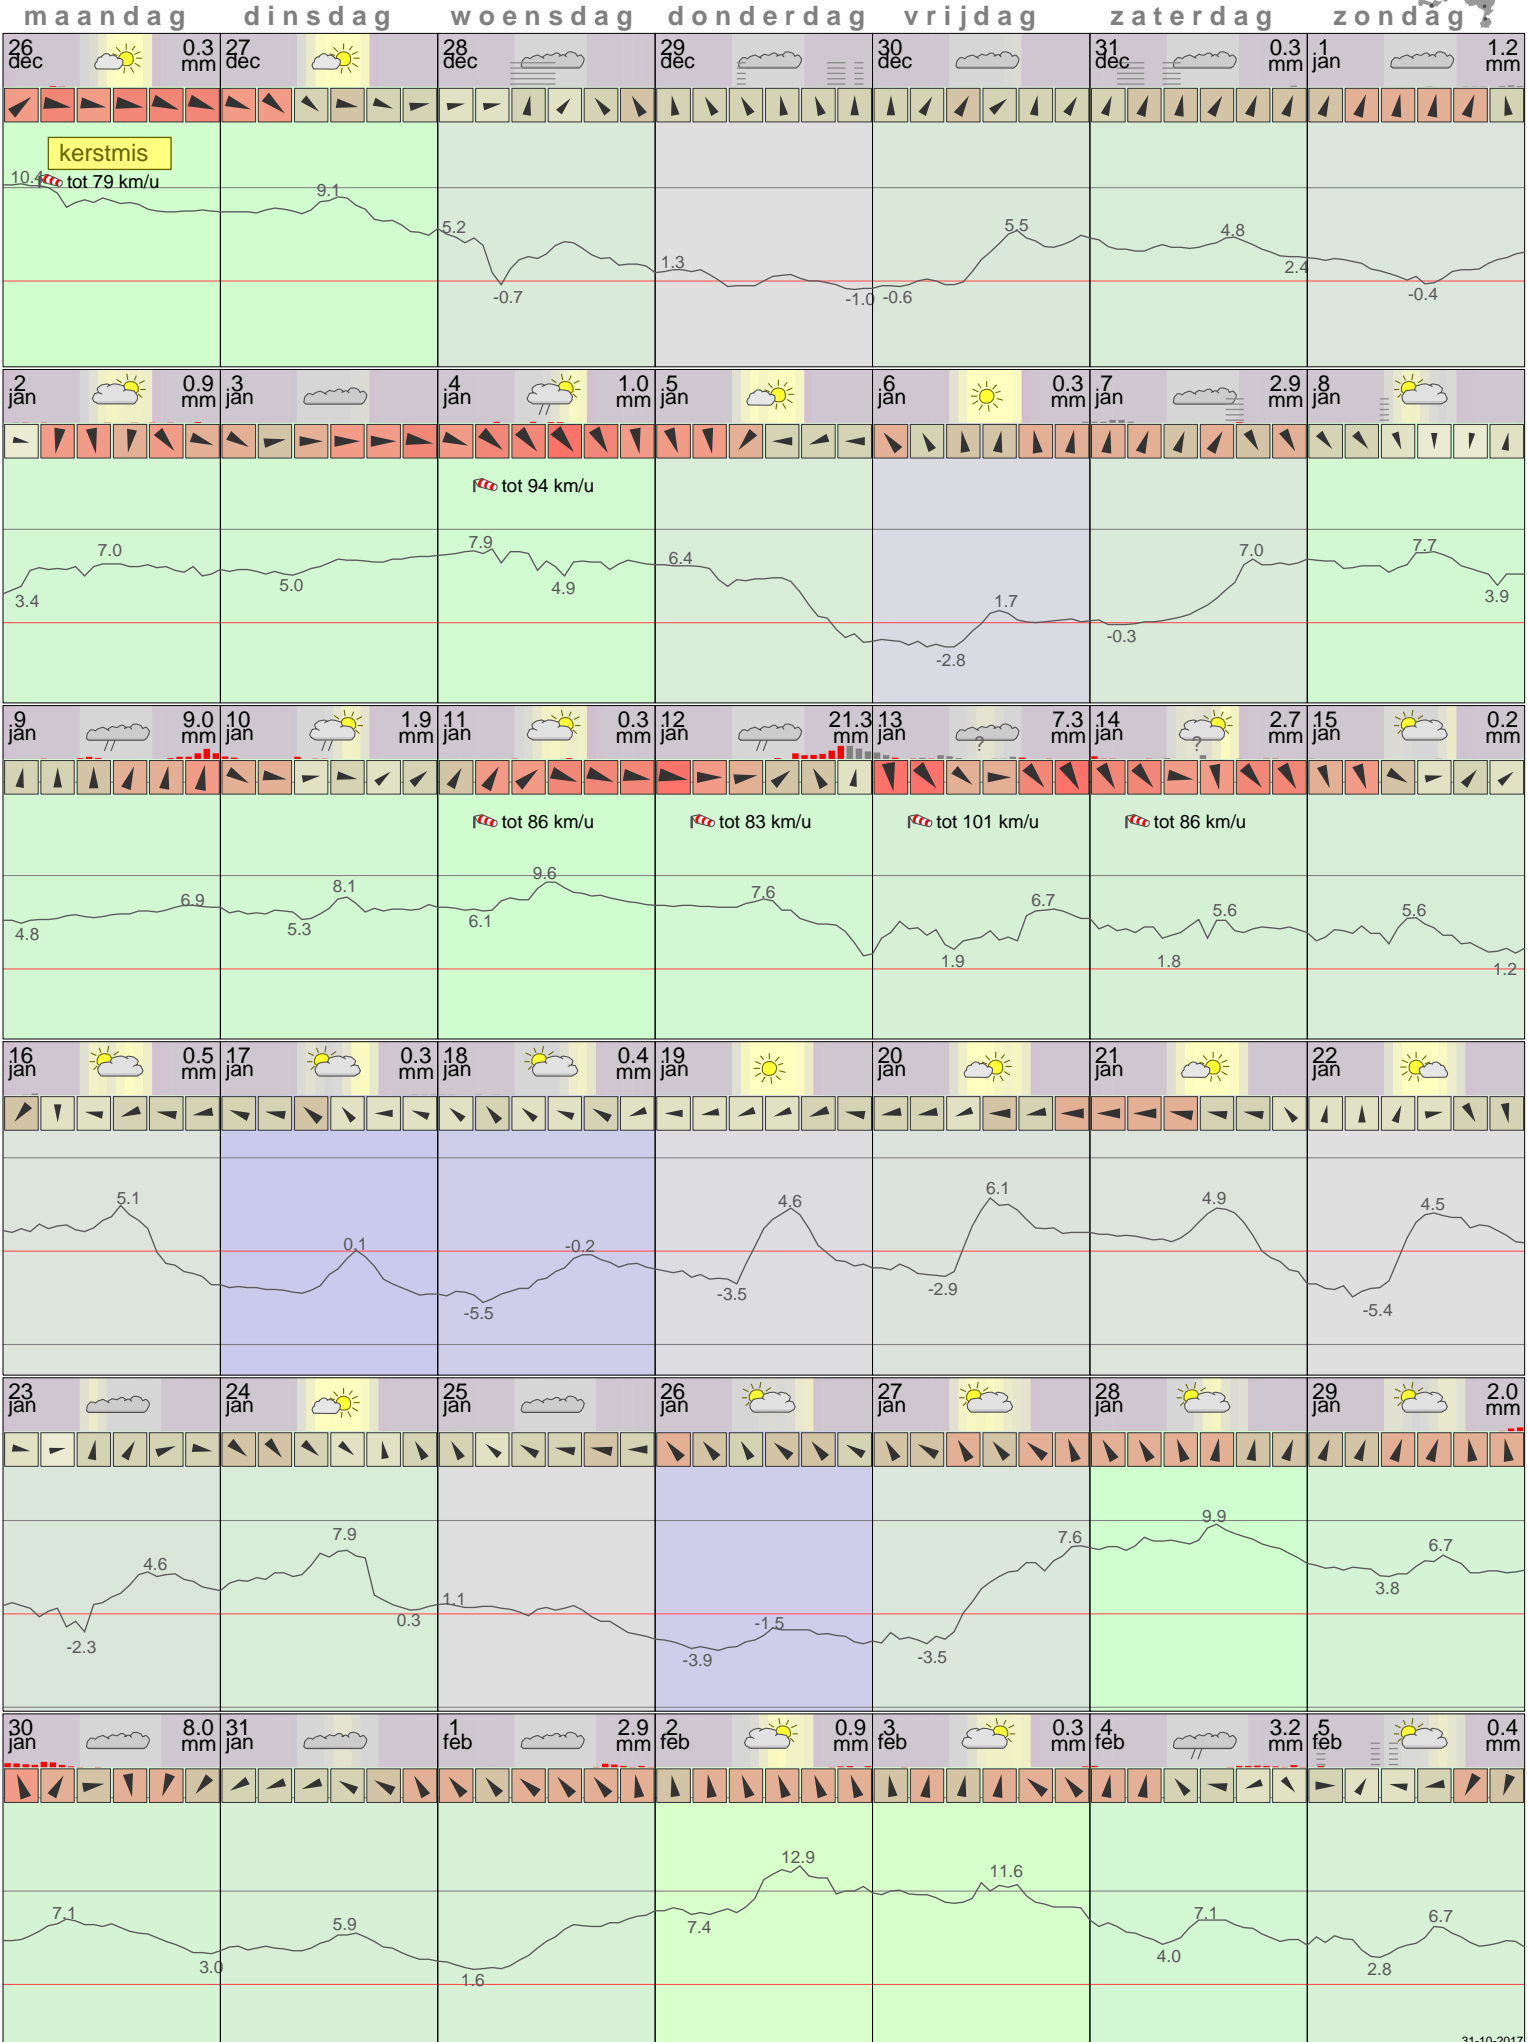 maandag dinsdag woensdag donderdag vrijdag zaterdag zondag
26 dec 0.3 mm 27 dec 28 dec 29 dec 30 dec 31 dec 0.3 mm 1 jan 1.2 mm
kerstmis
10.4 tot 79 km/u 9.1 5.2 -0.7 1.3 -1.0 -0.6 5.5 4.8 2.4 -0.4
2 jan 0.9 mm 3 jan 4 jan 1.0 mm 5 jan 6 jan 0.3 mm 7 jan 2.9 mm 8 jan
tot 94 km/u
3.4 7.0 5.0 7.9 4.9 6.4 -2.8 1.7 -0.3 7.0 7.7 3.9
9 jan 9.0 mm 10 jan 1.9 mm 11 jan 0.3 mm 12 jan 21.3 mm 13 jan ? 7.3 mm 14 jan ? 2.7 mm 15 jan 0.2 mm
tot 86 km/u tot 83 km/u tot 101 km/u tot 86 km/u
4.8 6.9 5.3 8.1 6.1 9.6 7.6 1.9 6.7 1.8 5.6 5.6 1.2
16 jan 0.5 mm 17 jan 0.3 mm 18 jan 0.4 mm 19 jan 20 jan 21 jan 22 jan
5.1 0.1 -5.5 -0.2 -3.5 4.6 -2.9 6.1 4.9 -5.4 4.5
23 jan 24 jan 25 jan 26 jan 27 jan 28 jan 29 jan 2.0 mm
-2.3 4.6 7.9 0.3 1.1 -3.9 -1.5 -3.5 7.6 9.9 3.8 6.7
30 jan 8.0 mm 31 jan 1 feb 2.9 mm 2 feb 0.9 mm 3 feb 0.3 mm 4 feb 3.2 mm 5 feb 0.4 mm
7.1 3.0 5.9 1.6 7.4 12.9 11.6 4.0 7.1 2.8 6.7
31-10-2017